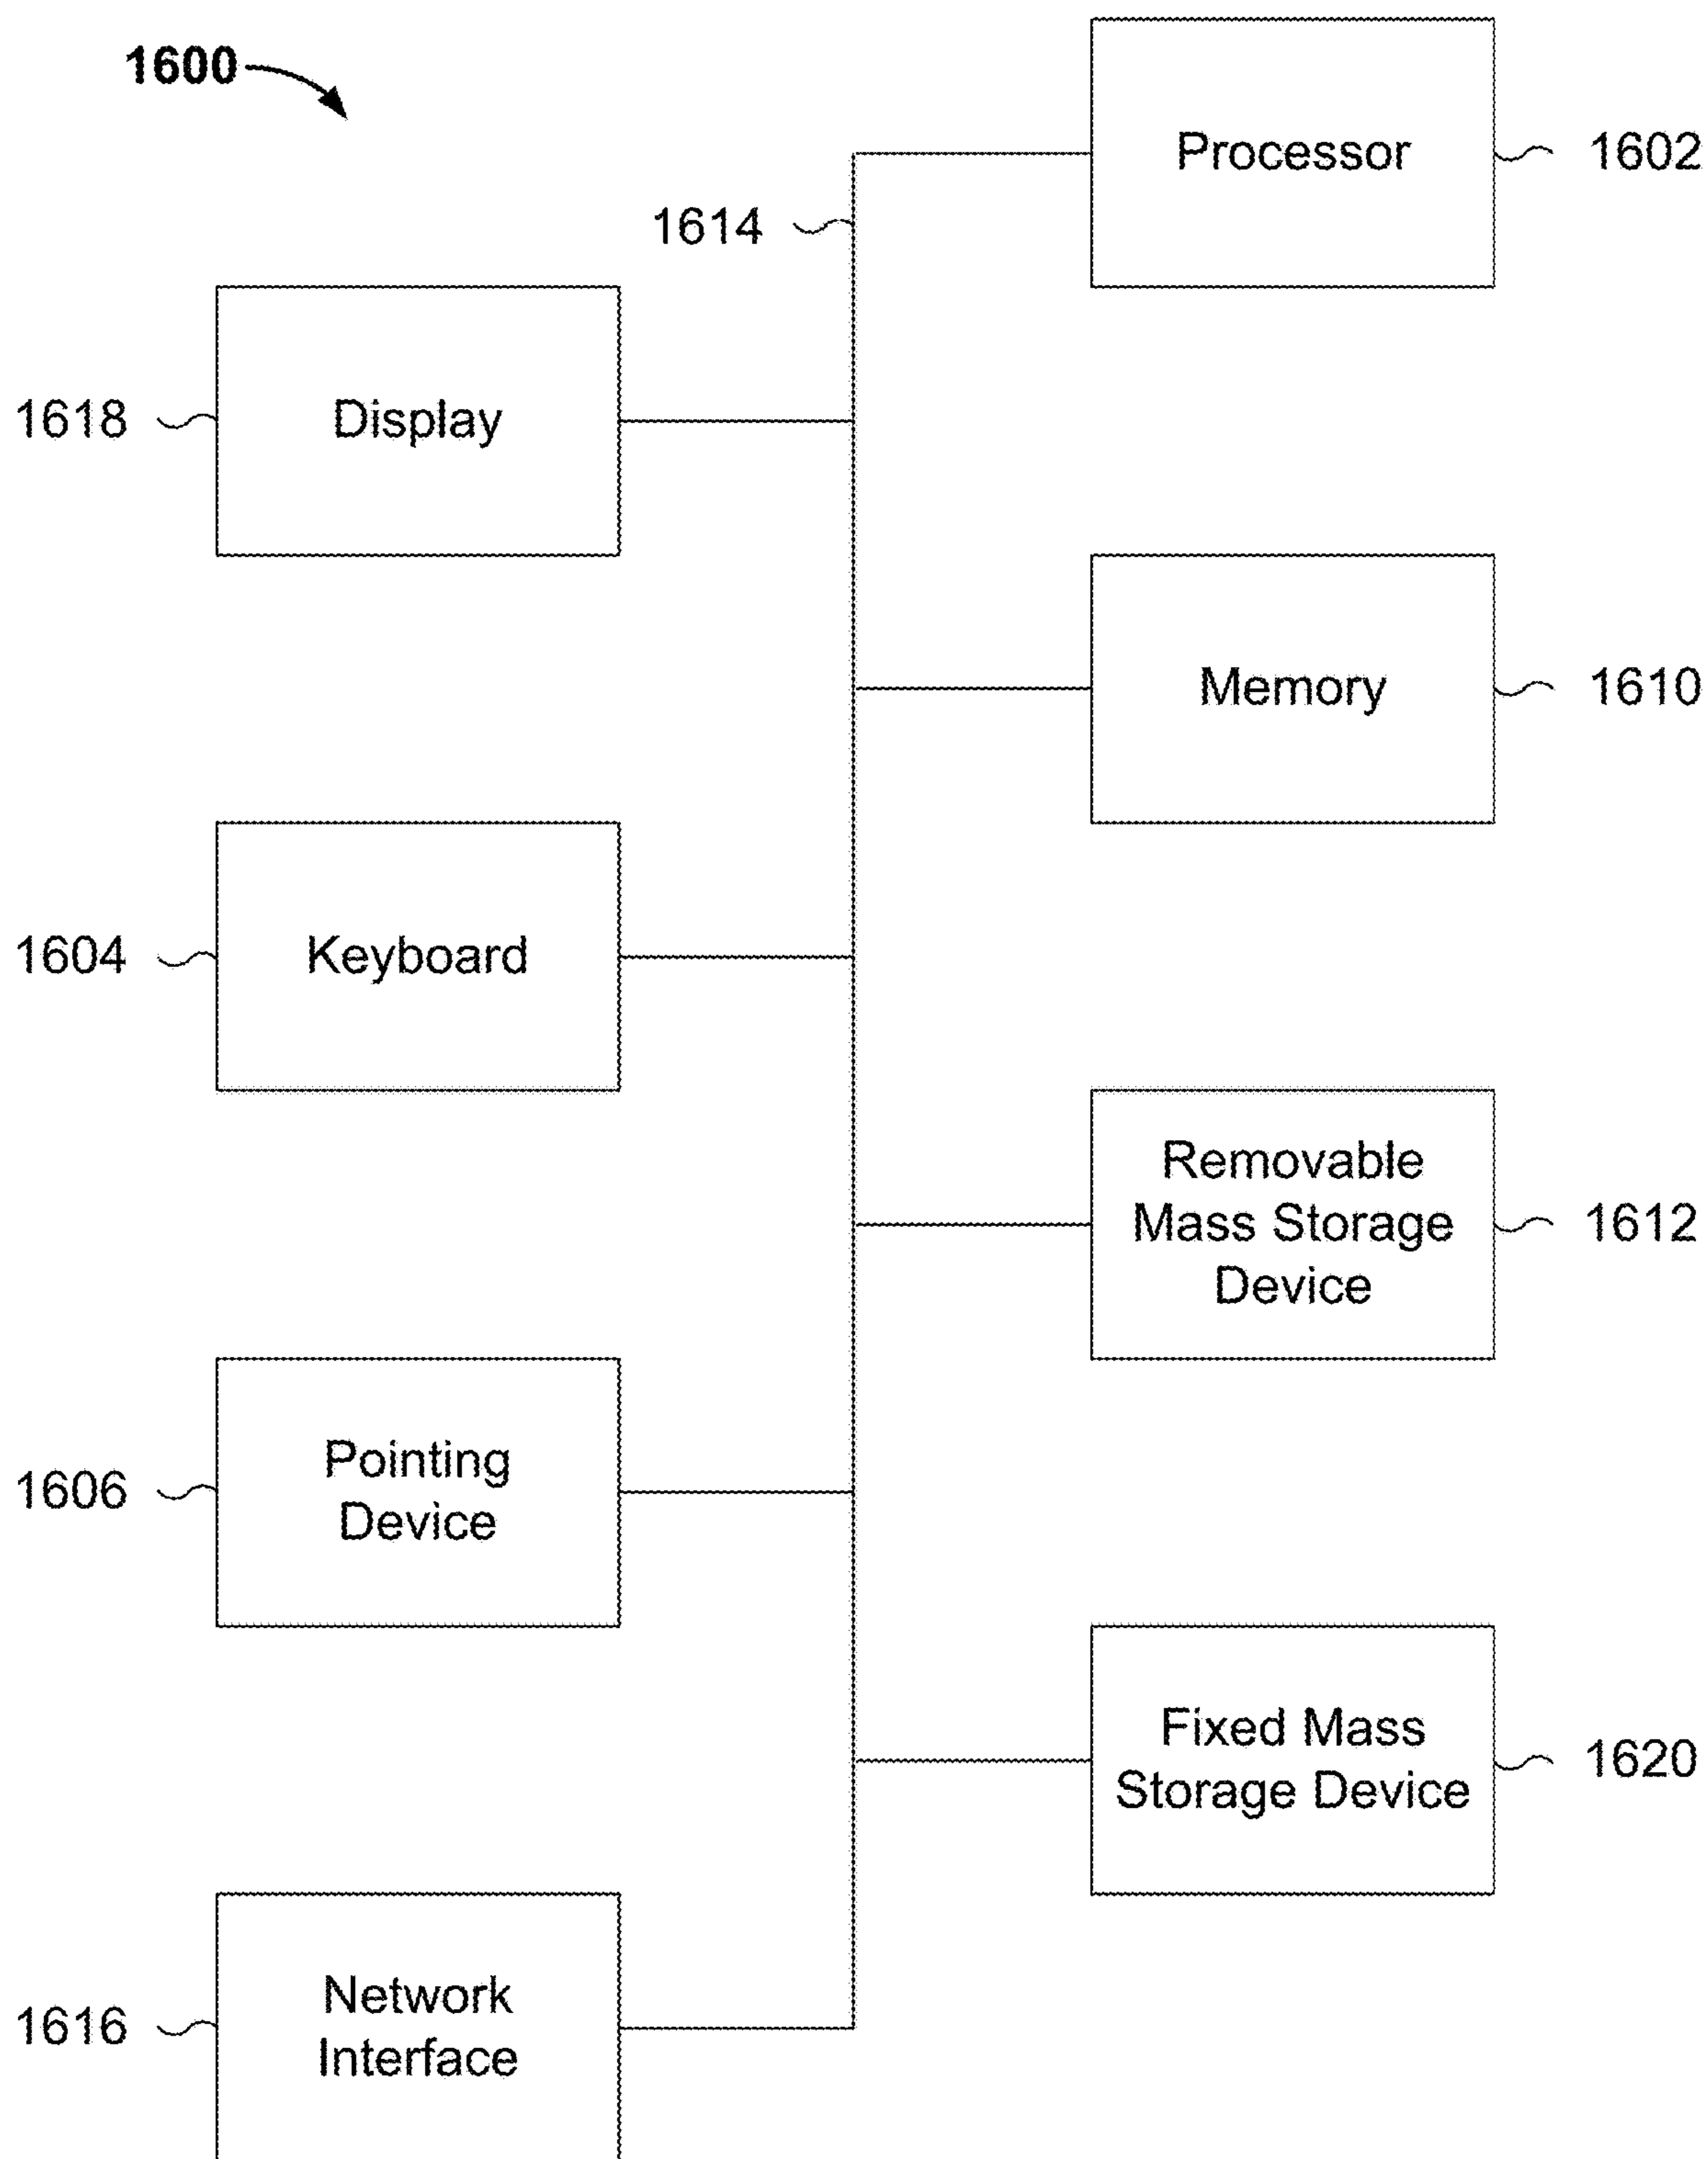 1600
Processor
1602
1614
Display
1618
Memory
1610
Keyboard
1604
Removable
Mass Storage
Device
1612
Pointing
Device
1606
Fixed Mass
Storage Device
1620
Network
Interface
1616